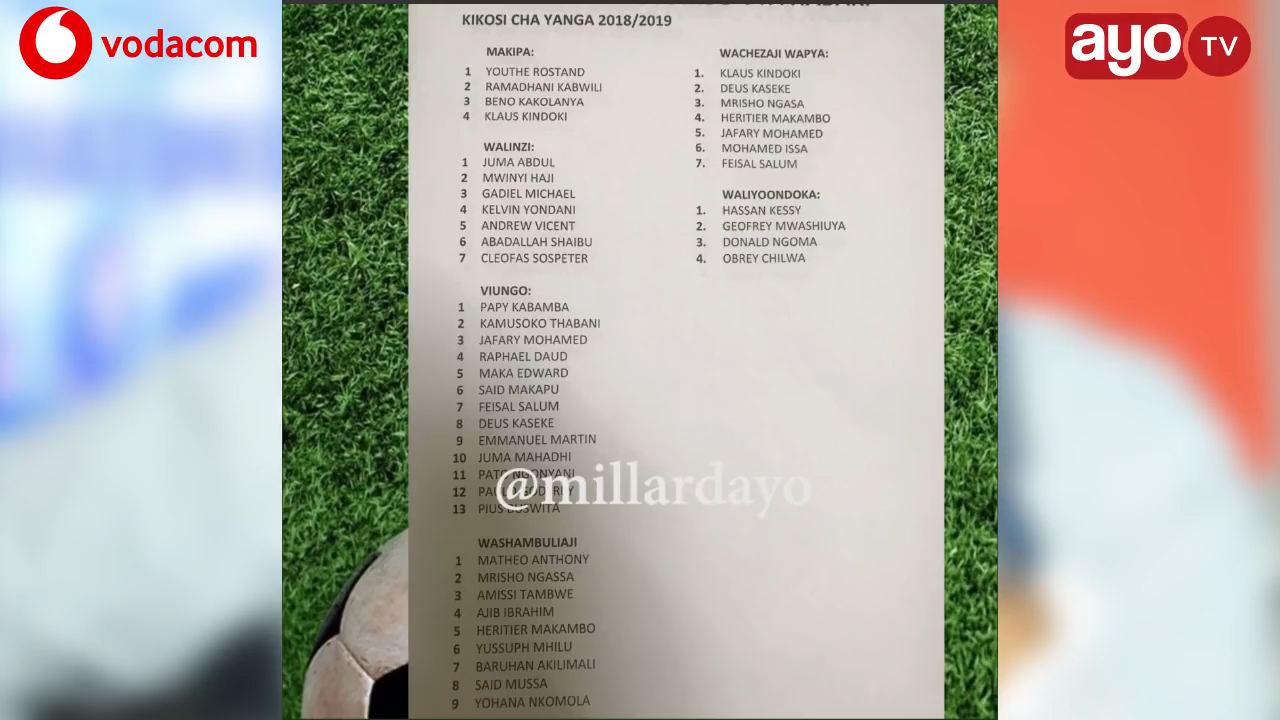 vodacom
ayo TV
KIKOSI CHA YANGA 2018/2019
MAKIPA:
1 YOUTHE ROSTAND
2 RAMADHANI KABWILI
3 BENO KAKOLANYA
4 KLAUS KINDOKI
WALINZI:
1 JUMA ABDUL
2 MWINYI HAJI
3 GADIEL MICHAEL
4 KELVIN YONDANI
5 ANDREW VICENT
6 ABADALLAH SHAIBU
7 CLEOFAS SOSPETER
VIUNGO:
1 PAPY KABAMBA
2 KAMUSOKO THABANI
3 JAFARY MOHAMED
4 RAPHAEL DAUD
5 MAKA EDWARD
6 SAID MAKAPU
7 FEISAL SALUM
8 DEUS KASEKE
9 EMMANUEL MARTIN
10 JUMA MAHADHI
11 PATO NGONYANI
12
13 PIUS BUSWITA
WASHAMBULIAJI
1 MATHEO ANTHONY
2 MRISHO NGASSA
3 AMISSI TAMBWE
4 AJIB IBRAHIM
5 HERITIER MAKAMBO
6 YUSSUPH MHILU
7 BARUHAN AKILIMALI
8 SAID MUSSA
9 YOHANA NKOMOLA
WACHEZAJI WAPYA:
1. KLAUS KINDOKI
2. DEUS KASEKE
3. MRISHO NGASA
4. HERITIER MAKAMBO
5. JAFARY MOHAMED
6. MOHAMED ISSA
7. FEISAL SALUM
WALIYOONDOKA:
1. HASSAN KESSY
2. GEOFREY MWASHIUYA
3. DONALD NGOMA
4. OBREY CHILWA
@millardayo